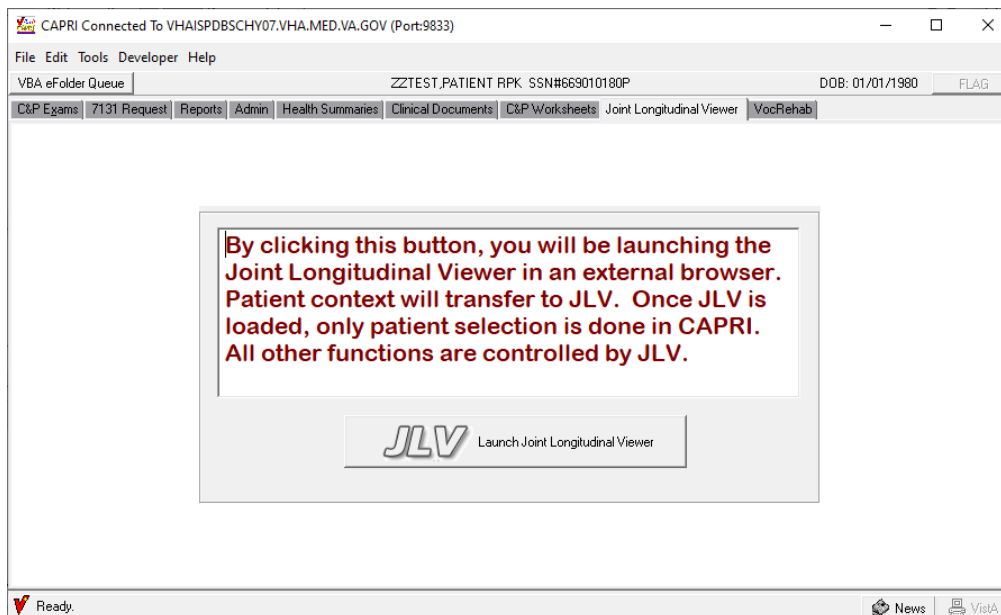 CAPRI Connected To VHAISPDBSCHY07.VHA.MED.VA.GOV (Port:9833)
File Edit Tools Developer Help
VBA eFolder Queue ZZTEST,PATIENT RPK SSN#669010180P DOB: 01/01/1980 FLAG
C&P Exams 7131 Request Reports Admin Health Summaries Clinical Documents C&P Worksheets Joint Longitudinal Viewer VocRehab
By clicking this button, you will be launching the
Joint Longitudinal Viewer in an external browser.
Patient context will transfer to JLV. Once JLV is
loaded, only patient selection is done in CAPRI.
All other functions are controlled by JLV.
JLV Launch Joint Longitudinal Viewer
Ready. News VistA